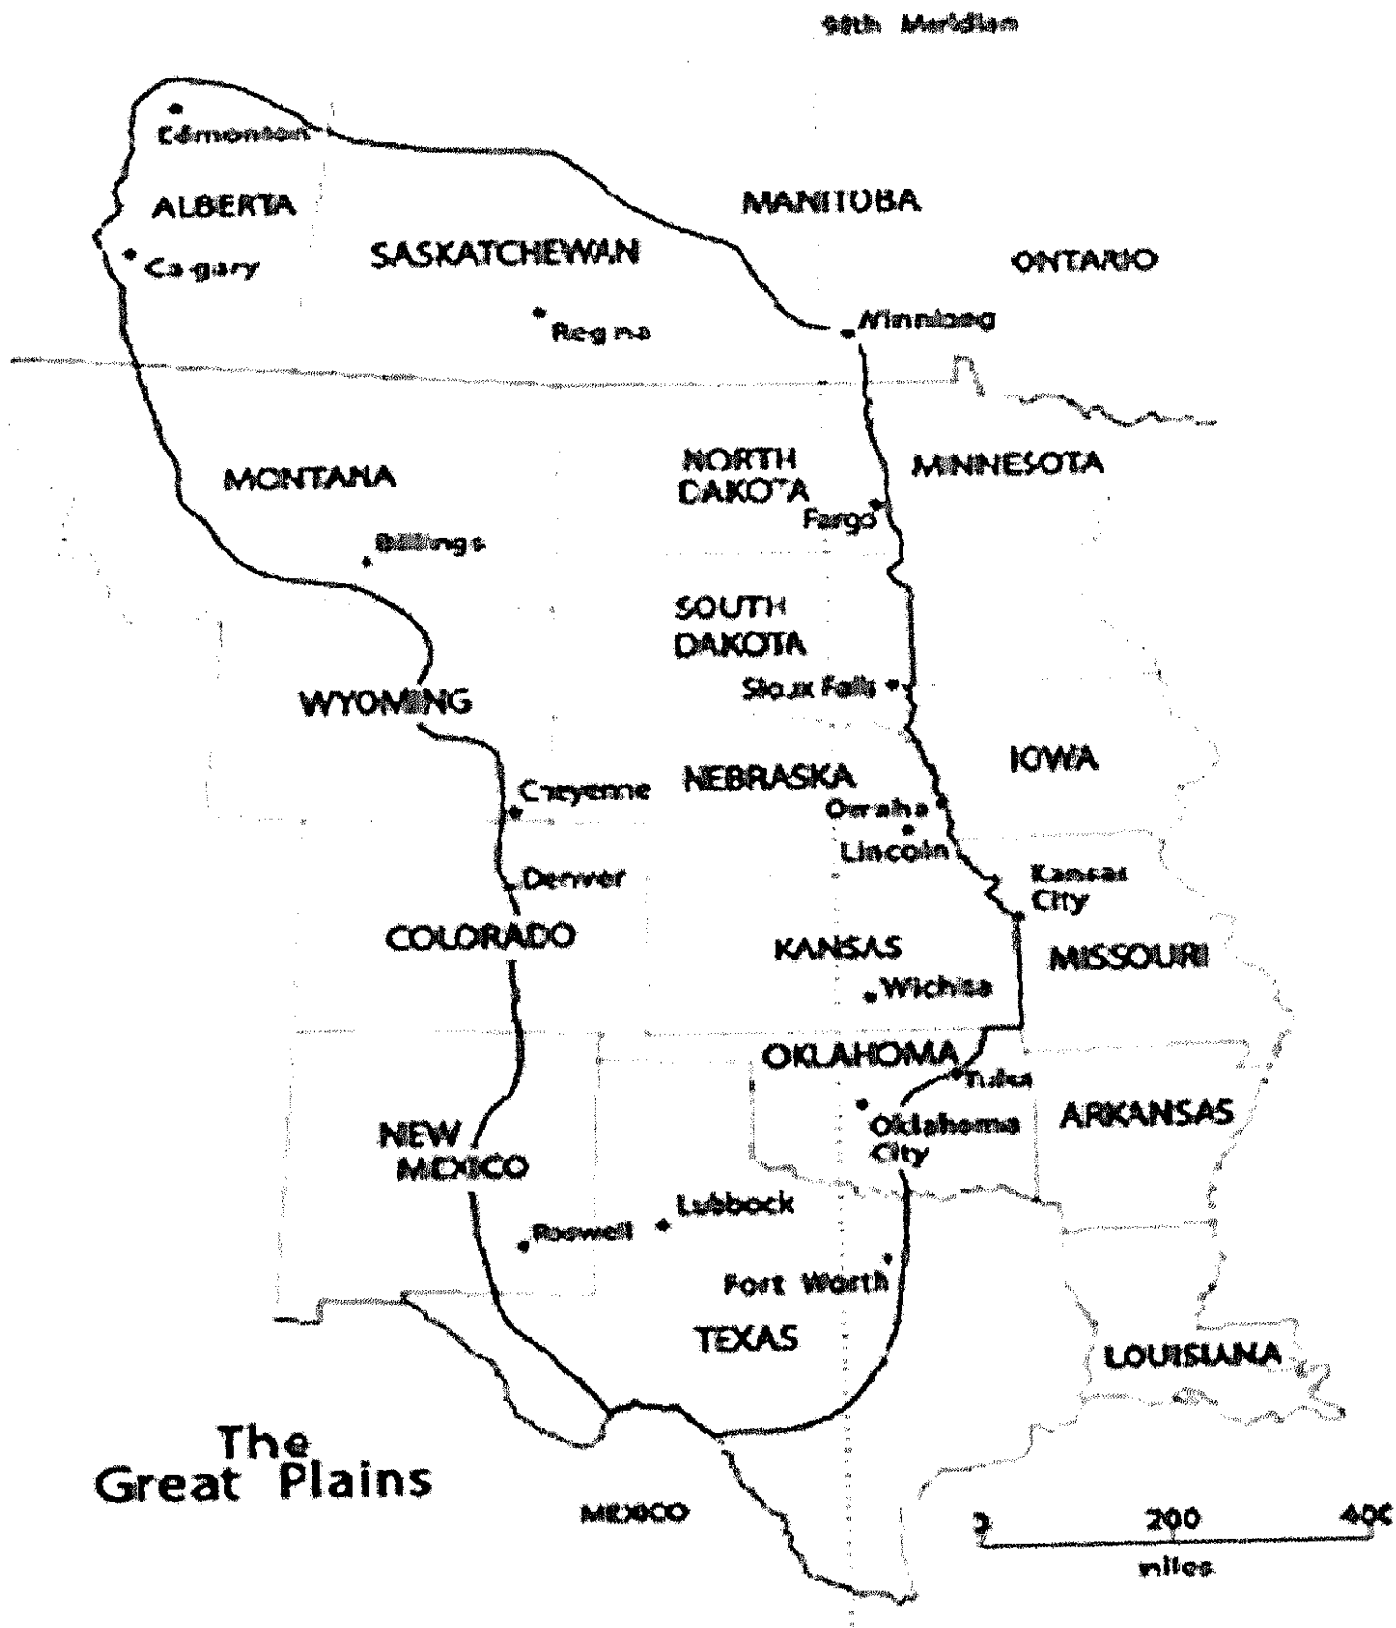 98th Meridian
Edmonton
ALBERTA
MANITOBA
SASKATCHEWAN
ONTARIO
Calgary
Winnipeg
Regina
NORTH
DAKOTA
MINNESOTA
MONTANA
Fargo
Billings
SOUTH
DAKOTA
Sioux Falls
WYOMING
IOWA
NEBRASKA
Cheyenne
Omaha
Lincoln
Kansas
City
Denver
COLORADO
KANSAS
MISSOURI
Wichita
OKLAHOMA
Tulsa
ARKANSAS
Oklahoma
City
NEW
MEXICO
Lubbock
Roswell
Fort Worth
TEXAS
LOUISIANA
The
Great Plains
MEXICO
0 200 400
miles